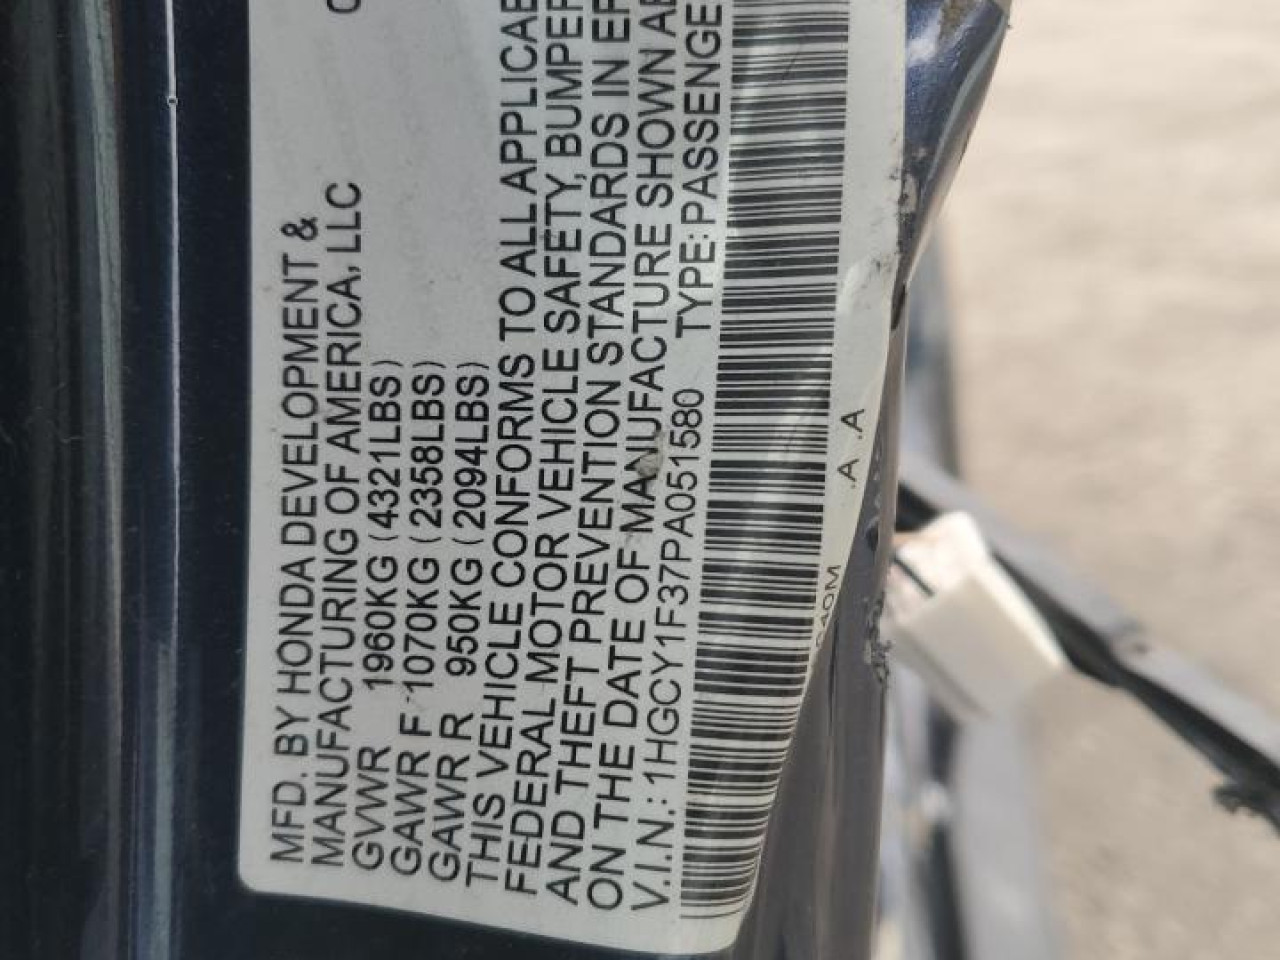 MFD. BY HONDA DEVELOPMENT &
MANUFACTURING OF AMERICA, LLC
GVWR 1960KG (4321LBS)
GAWR F 1070KG (2358LBS)
GAWR R 950KG (2094LBS)
THIS VEHICLE CONFORMS TO ALL APPLICAB
FEDERAL MOTOR VEHICLE SAFETY, BUMPER
AND THEFT PREVENTION STANDARDS IN EF
ON THE DATE OF MANUFACTURE SHOWN AB
V.I.N.: 1HGCY1F37PA051580 TYPE: PASSENGE
.A .A